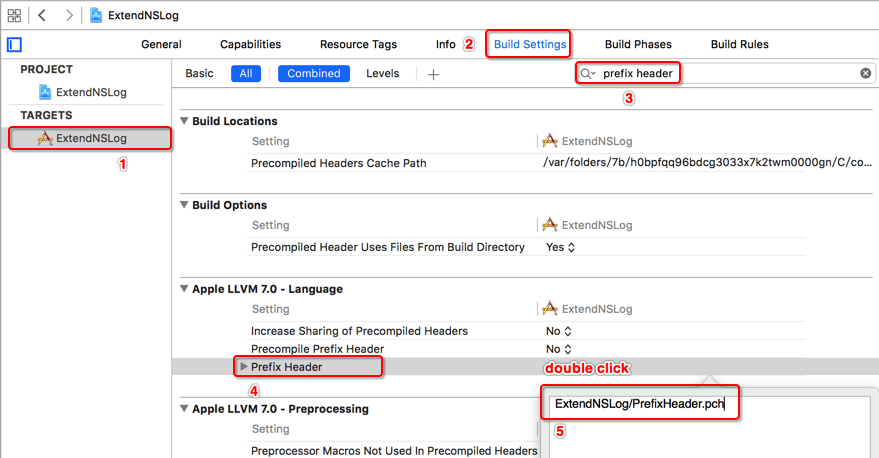 ExtendNSLog
General Capabilities Resource Tags Info 2 Build Settings Build Phases Build Rules
PROJECT
Basic All Combined Levels + prefix header
ExtendNSLog
3
TARGETS
ExtendNSLog
1
Build Locations
Setting ExtendNSLog
Precompiled Headers Cache Path /var/folders/7b/h0bpfqq96bdcg3033x7k2twm0000gn/C/co...
Build Options
Setting ExtendNSLog
Precompiled Header Uses Files From Build Directory Yes
Apple LLVM 7.0 - Language
Setting ExtendNSLog
Increase Sharing of Precompiled Headers No
Precompile Prefix Header No
Prefix Header double click
4
ExtendNSLog/PrefixHeader.pch
5
Apple LLVM 7.0 - Preprocessing
Setting
Preprocessor Macros Not Used In Precompiled Headers